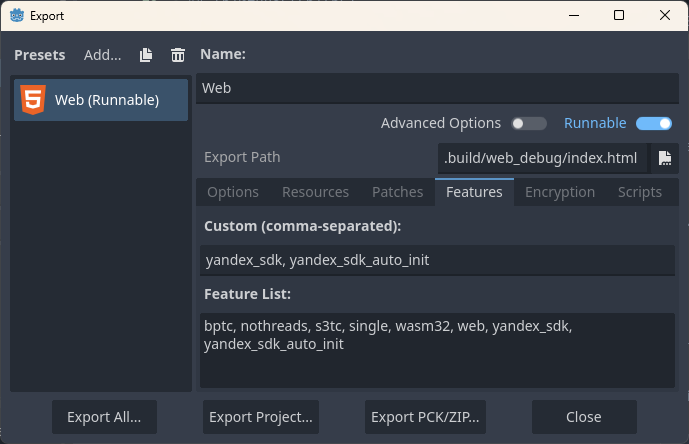 Export
Presets Add... Name:
Web (Runnable)
Web
Advanced Options Runnable
Export Path .build/web_debug/index.html
Options Resources Patches Features Encryption Scripts
Custom (comma-separated):
yandex_sdk, yandex_sdk_auto_init
Feature List:
bptc, nothreads, s3tc, single, wasm32, web, yandex_sdk,
yandex_sdk_auto_init
Export All... Export Project... Export PCK/ZIP... Close